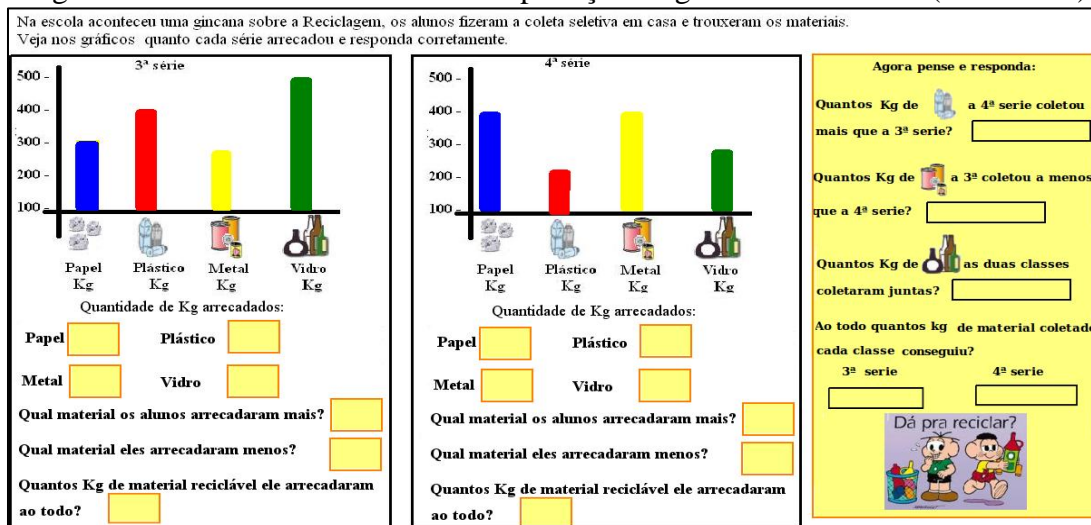 Na escola aconteceu uma gincana sobre a Reciclagem, os alunos fizeram a coleta seletiva em casa e trouxeram os materiais.
Veja nos gráficos quanto cada série arrecadou e responda corretamente.
3ª série
500 -
400 -
300 -
200 -
100 -
Papel Plástico Metal Vidro
Kg Kg Kg Kg
Quantidade de Kg arrecadados:
Papel Plástico
Metal Vidro
Qual material os alunos arrecadaram mais?
Qual material eles arrecadaram menos?
Quantos Kg de material reciclável ele arrecadaram
ao todo?
4ª série
500 -
400 -
300 -
200 -
100 -
Papel Plástico Metal Vidro
Kg Kg Kg Kg
Quantidade de Kg arrecadados:
Papel Plástico
Metal Vidro
Qual material os alunos arrecadaram mais?
Qual material eles arrecadaram menos?
Quantos Kg de material reciclável ele arrecadaram
ao todo?
Agora pense e responda:
Quantos Kg de a 4ª serie coletou
mais que a 3ª serie?
Quantos Kg de a 3ª coletou a menos
que a 4ª serie?
Quantos Kg de as duas classes
coletaram juntas?
Ao todo quantos kg de material coletado
cada classe conseguiu?
3ª serie 4ª serie
Dá pra reciclar?